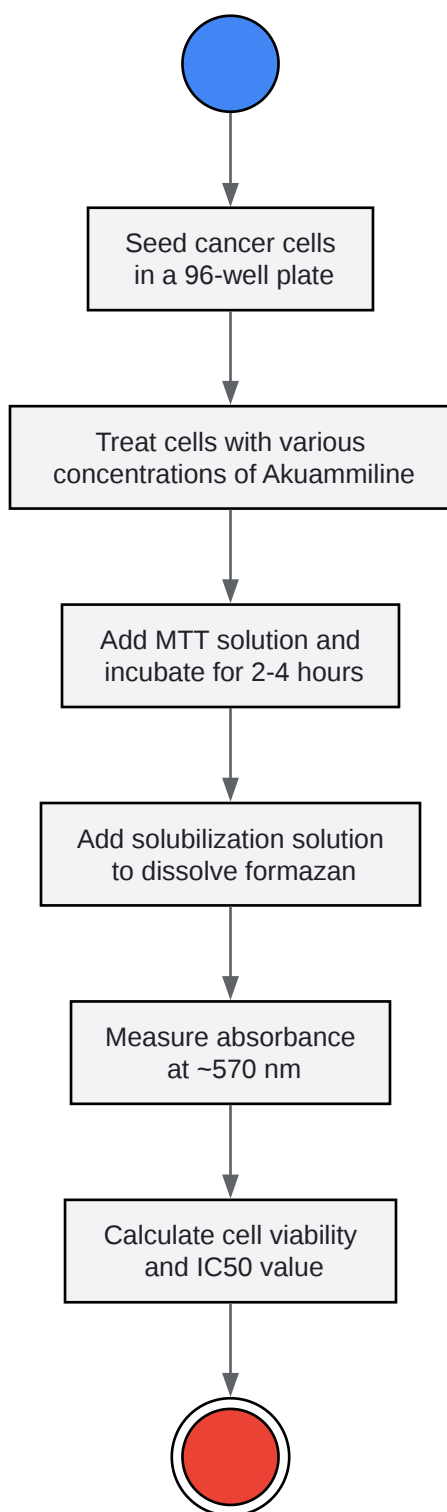 Seed cancer cells
in a 96-well plate
Treat cells with various
concentrations of Akuammiline
Add MTT solution and
incubate for 2-4 hours
Add solubilization solution
to dissolve formazan
Measure absorbance
at ~570 nm
Calculate cell viability
and IC50 value